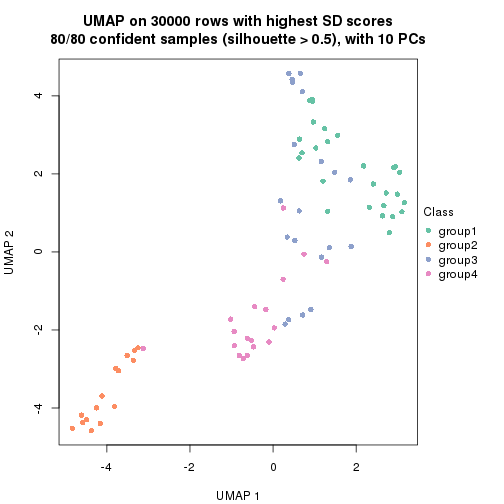 UMAP on 30000 rows with highest SD scores
80/80 confident samples (silhouette > 0.5), with 10 PCs
4
2
0
-2
-4
UMAP 2
-4
-2
0
2
UMAP 1
Class
group1
group2
group3
group4